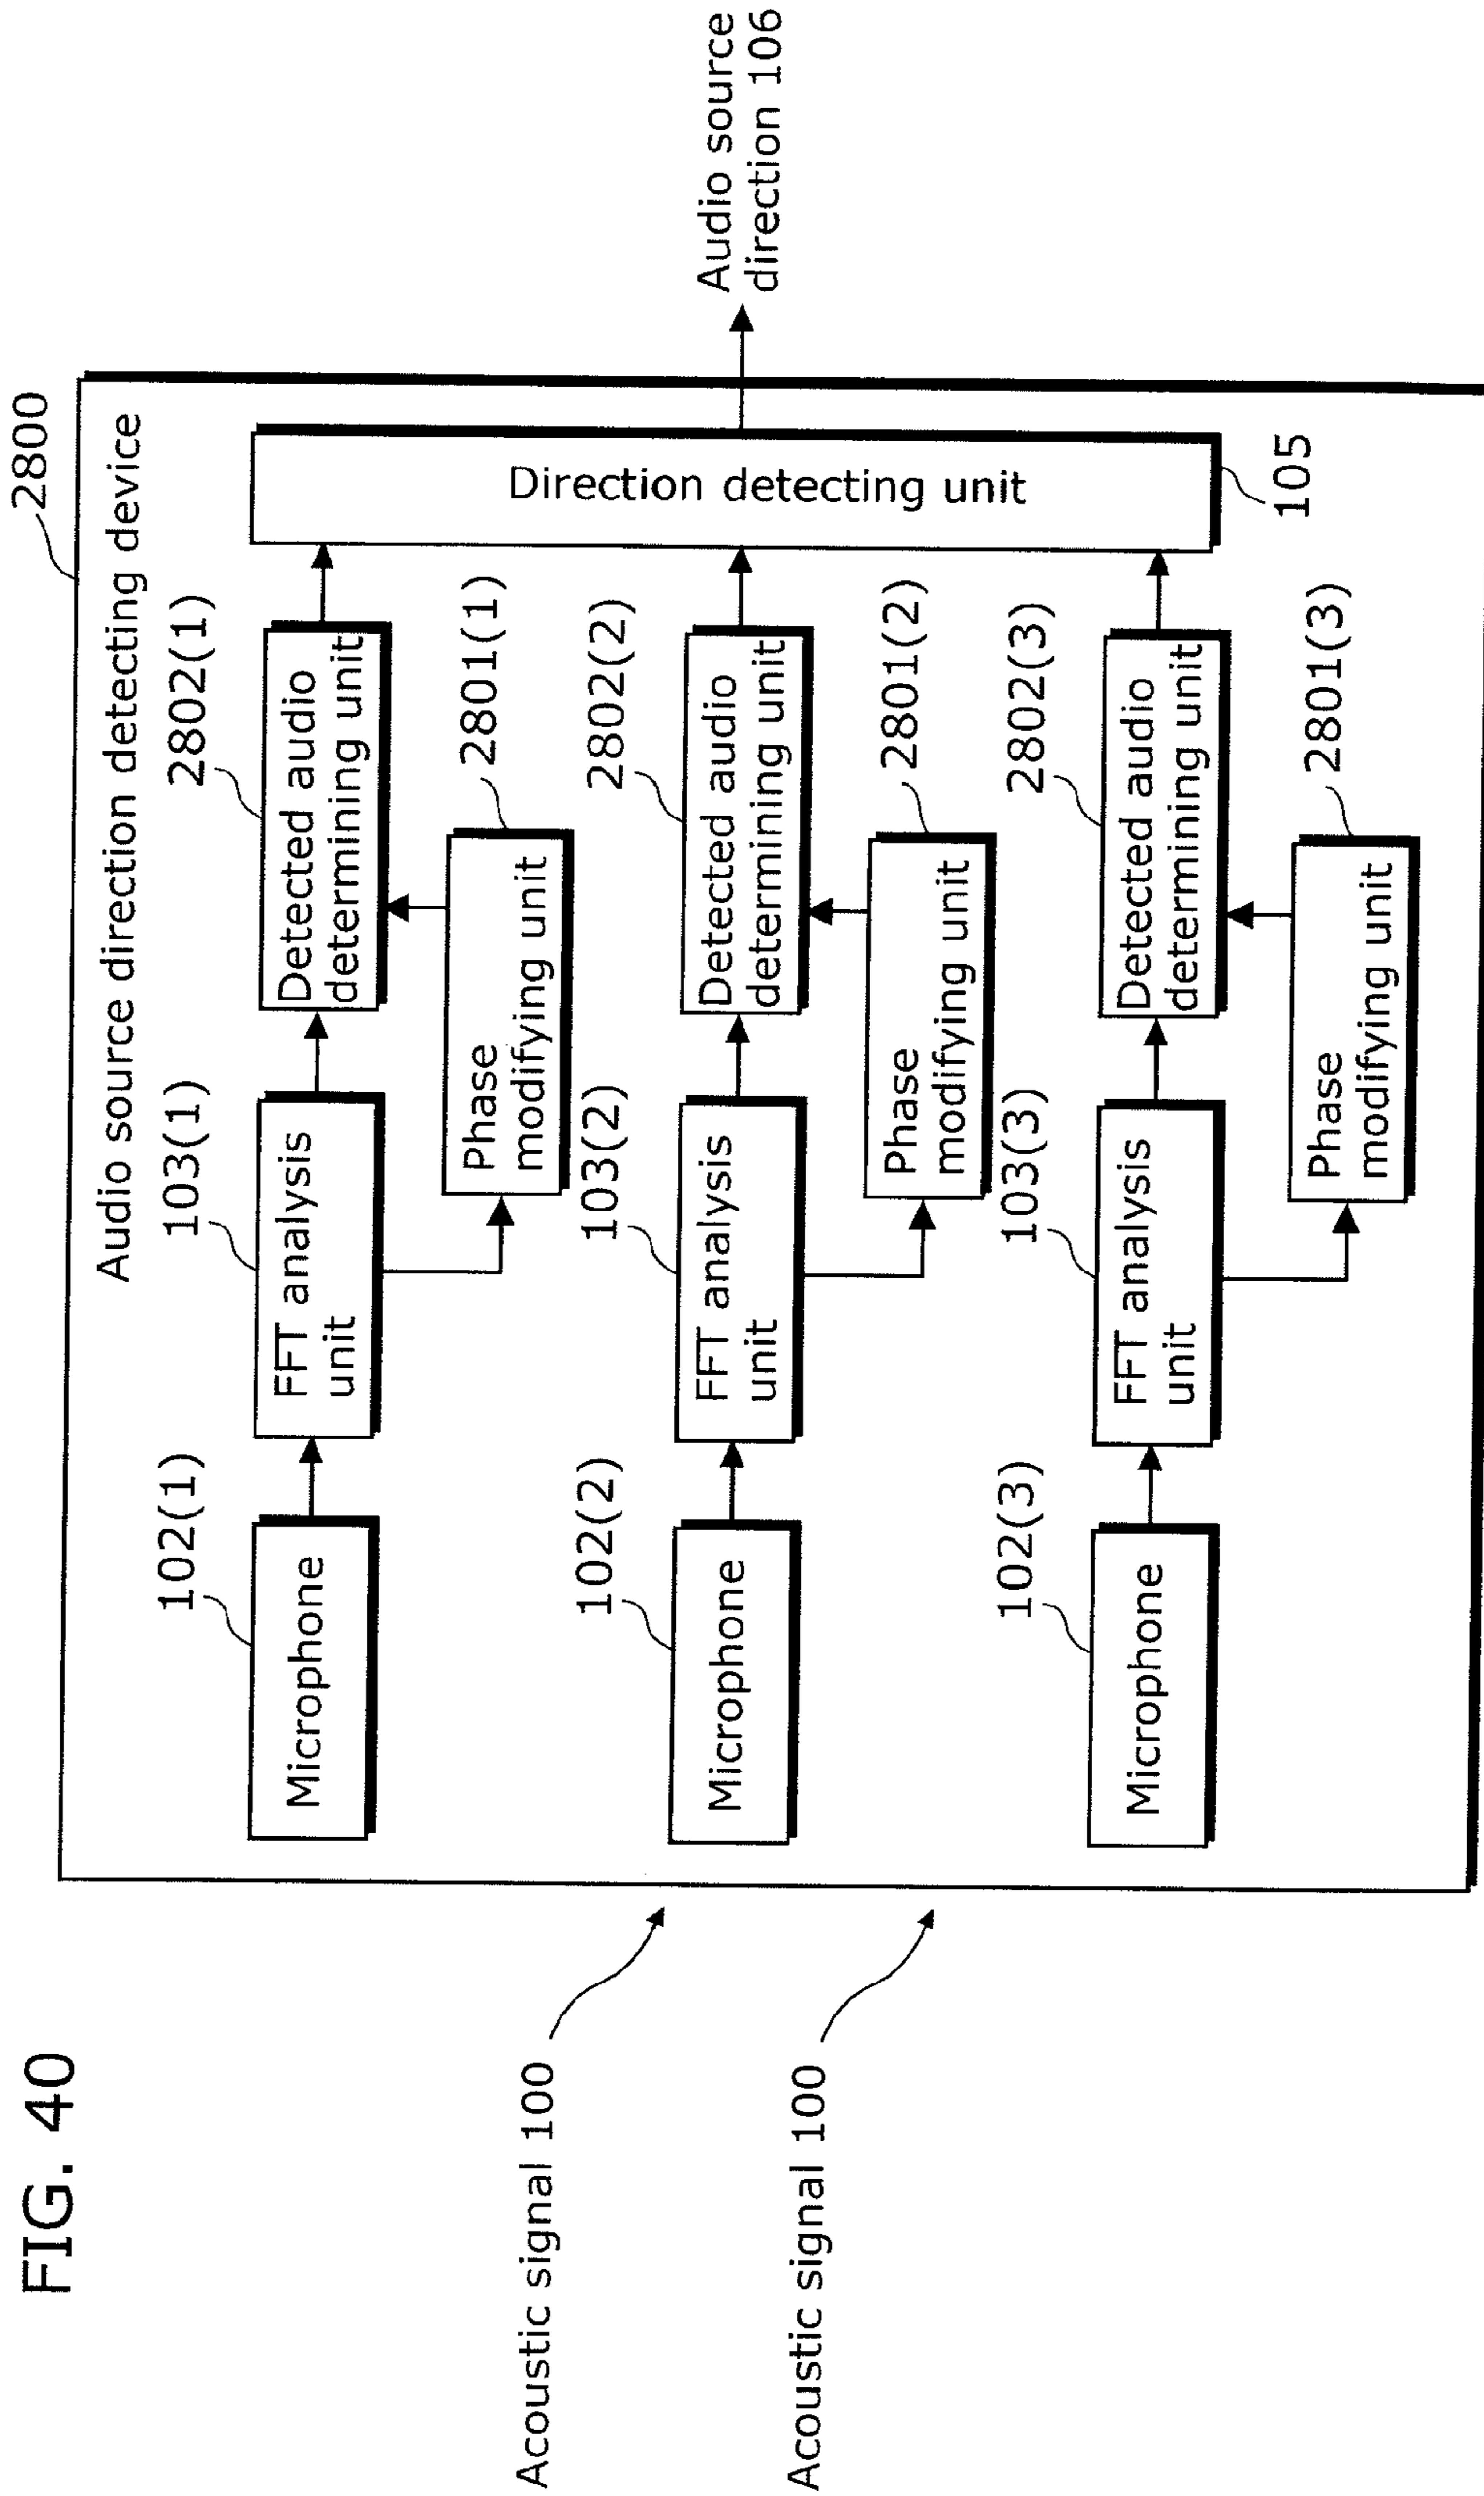 FIG. 40
2800
Audio source direction detecting device
102(1)
Microphone
103(1)
FFT analysis
unit
2802(1)
Detected audio
determining unit
Phase
modifying unit
2801(1)
Acoustic signal 100
102(2)
Microphone
103(2)
FFT analysis
unit
2802(2)
Detected audio
determining unit
Phase
modifying unit
2801(2)
Acoustic signal 100
102(3)
Microphone
103(3)
FFT analysis
unit
2802(3)
Detected audio
determining unit
Phase
modifying unit
2801(3)
Direction detecting unit
105
Audio source
direction 106